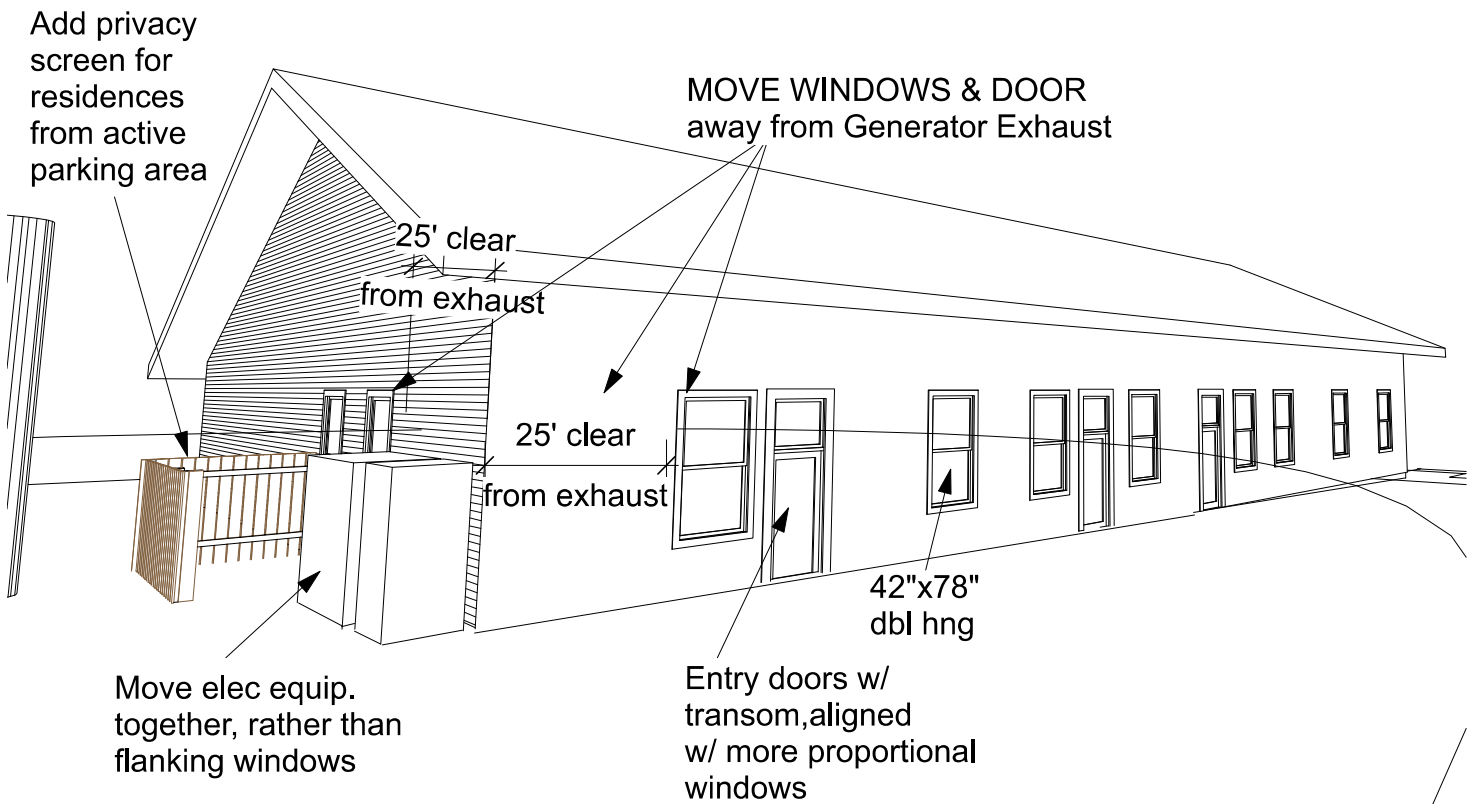 Add privacy
screen for
residences
from active
parking area
MOVE WINDOWS & DOOR
away from Generator Exhaust
25' clear
from exhaust
25' clear
from exhaust
42"x78"
dbl hng
Move elec equip.
together, rather than
flanking windows
Entry doors w/
transom,aligned
w/ more proportional
windows